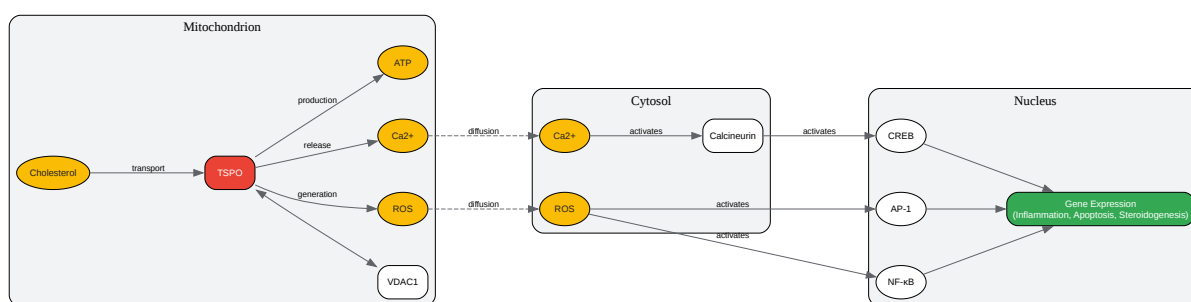 Mitochondrion
ATP
production
Ca2+
release
Cholesterol
transport
TSPO
generation
ROS
VDAC1
diffusion
diffusion
Cytosol
Ca2+
activates
Calcineurin
ROS
activates
activates
activates
Nucleus
CREB
AP-1
NF-κB
Gene Expression
(Inflammation, Apoptosis, Steroidogenesis)